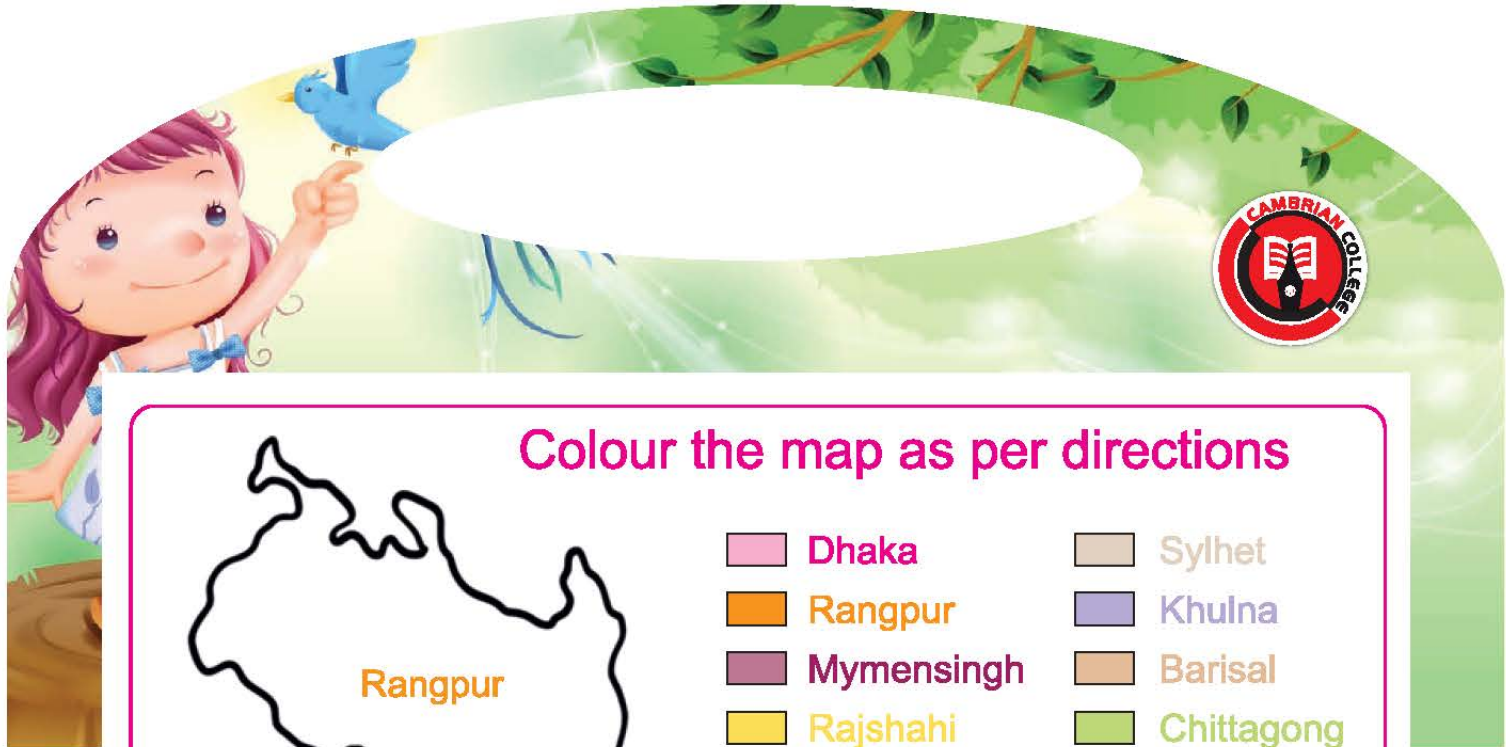 CAMBRIAN COLLEGE
Colour the map as per directions
Dhaka
Sylhet
Rangpur
Khulna
Mymensingh
Barisal
Rajshahi
Chittagong
Rangpur